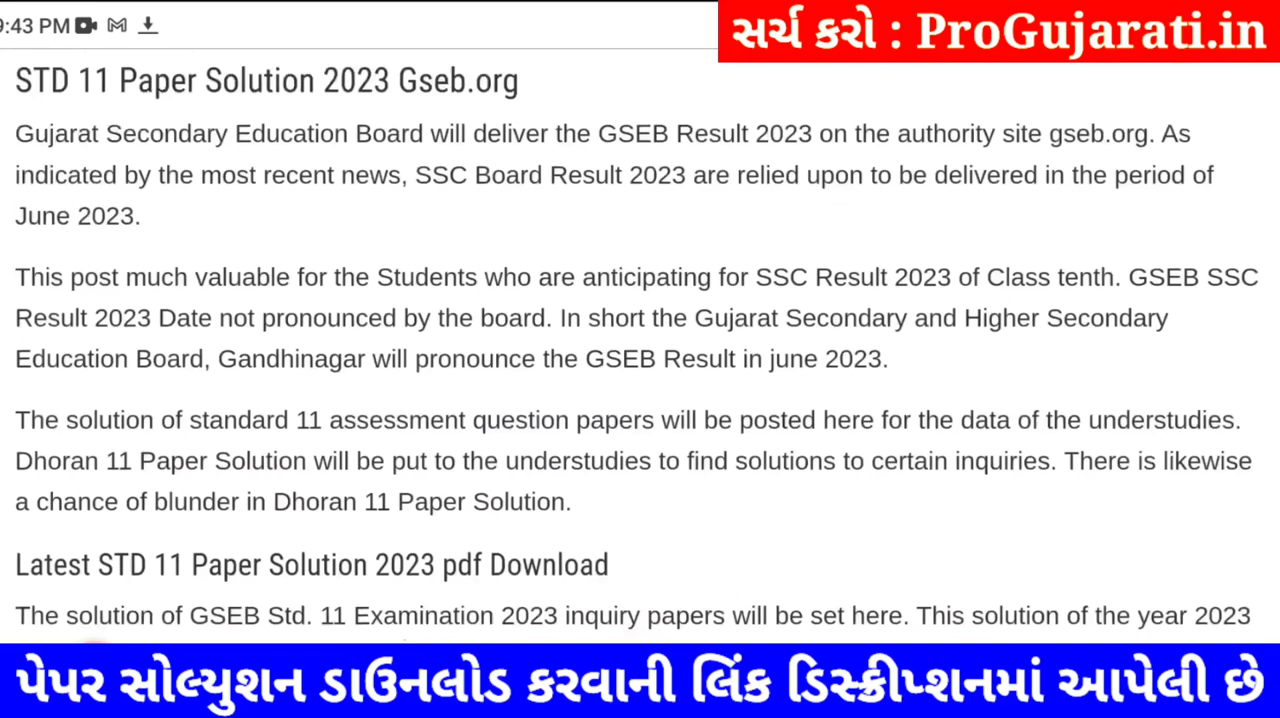 9:43 PM
સર્ચ કરો : ProGujarati.in
STD 11 Paper Solution 2023 Gseb.org
Gujarat Secondary Education Board will deliver the GSEB Result 2023 on the authority site gseb.org. As
indicated by the most recent news, SSC Board Result 2023 are relied upon to be delivered in the period of
June 2023.
This post much valuable for the Students who are anticipating for SSC Result 2023 of Class tenth. GSEB SSC
Result 2023 Date not pronounced by the board. In short the Gujarat Secondary and Higher Secondary
Education Board, Gandhinagar will pronounce the GSEB Result in june 2023.
The solution of standard 11 assessment question papers will be posted here for the data of the understudies.
Dhoran 11 Paper Solution will be put to the understudies to find solutions to certain inquiries. There is likewise
a chance of blunder in Dhoran 11 Paper Solution.
Latest STD 11 Paper Solution 2023 pdf Download
The solution of GSEB Std. 11 Examination 2023 inquiry papers will be set here. This solution of the year 2023
પેપર સોલ્યુશન ડાઉનલોડ કરવાની લિંક ડિસ્ક્રીપ્શનમાં આપેલી છે